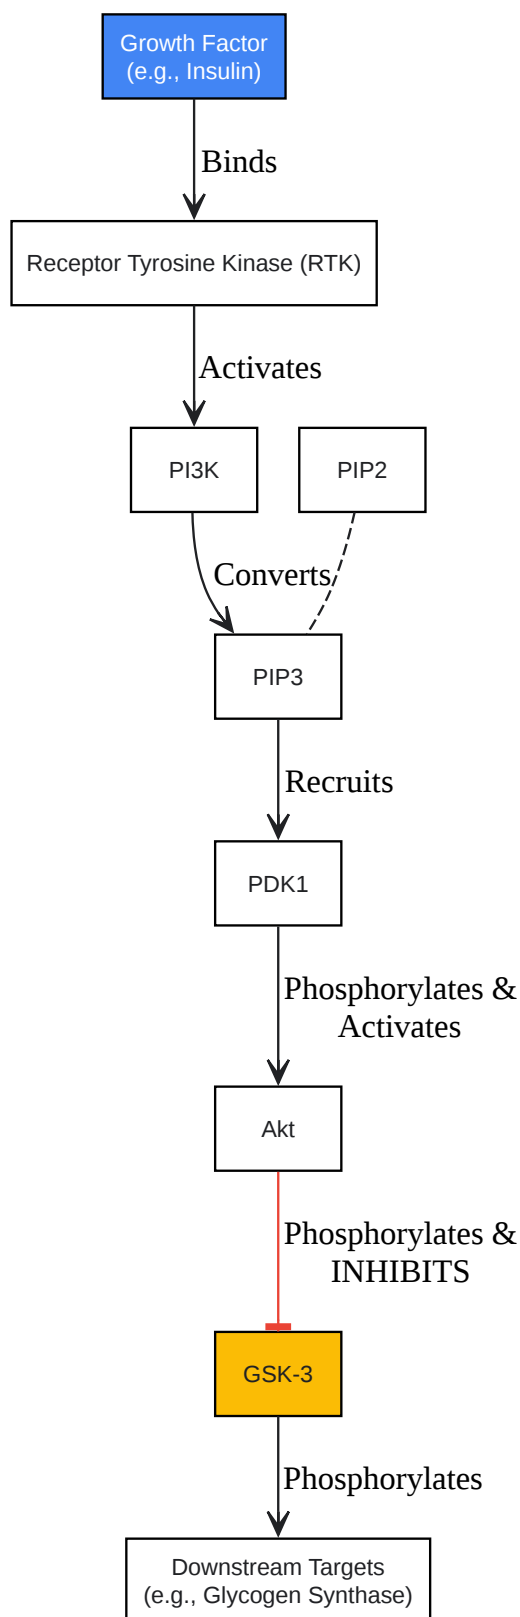 Growth Factor
(e.g., Insulin)
Binds
Receptor Tyrosine Kinase (RTK)
Activates
PI3K
PIP2
Converts
PIP3
Recruits
PDK1
Phosphorylates &
Activates
Akt
Phosphorylates &
INHIBITS
GSK-3
Phosphorylates
Downstream Targets
(e.g., Glycogen Synthase)